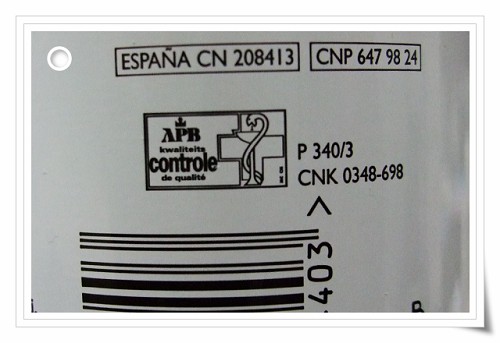 ESPAÑA CN 208413
CNP 647 98 24
APB
kwaliteits
controle
de qualité
P 340/3
CNK 0348-698
403